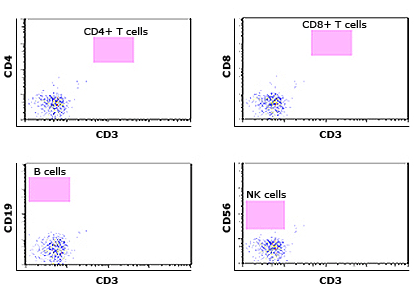 CD4+ T cells
CD4
CD3
CD8+ T cells
CD8
CD3
B cells
CD19
CD3
NK cells
CD56
CD3